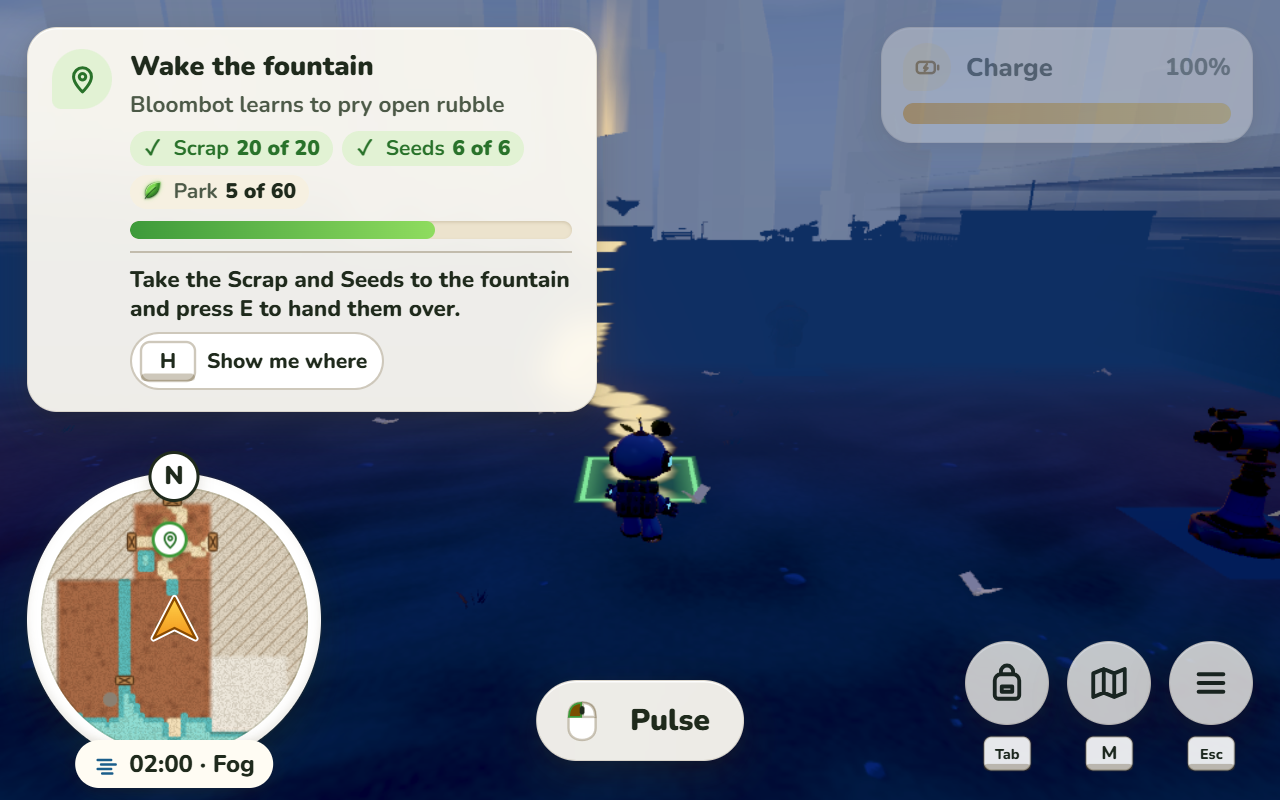 Wake the fountain
Bloombot learns to pry open rubble
Scrap 20 of 20
Seeds 6 of 6
Park 5 of 60
Take the Scrap and Seeds to the fountain
and press E to hand them over.
H Show me where
Charge 100%
N
02:00 · Fog
Pulse
Tab
M
Esc